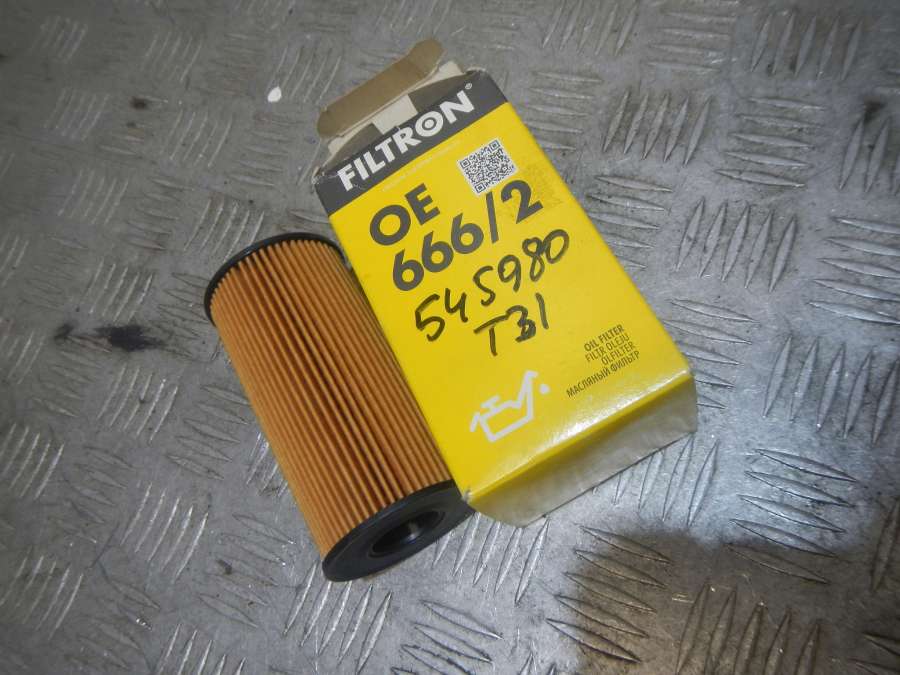 FILTRON®
OE
666/2
545980
T31
OIL FILTER
FILTR OLEJU
ÖLFILTER
МАСЛЯНЫЙ ФИЛЬТР